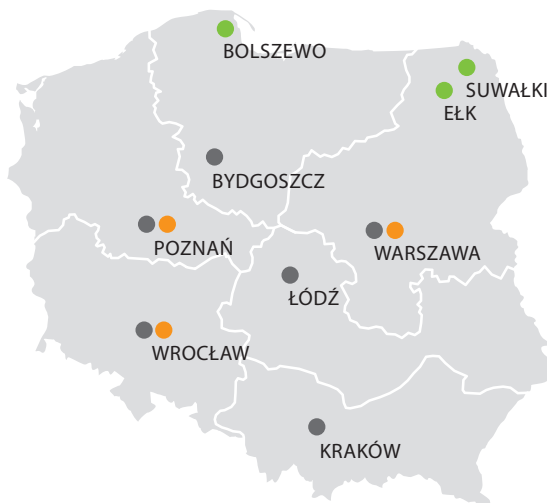 BOLSZEWO
SUWAŁKI
EŁK
BYDGOSZCZ
POZNAŃ
WARSZAWA
ŁÓDŹ
WROCŁAW
KRAKÓW